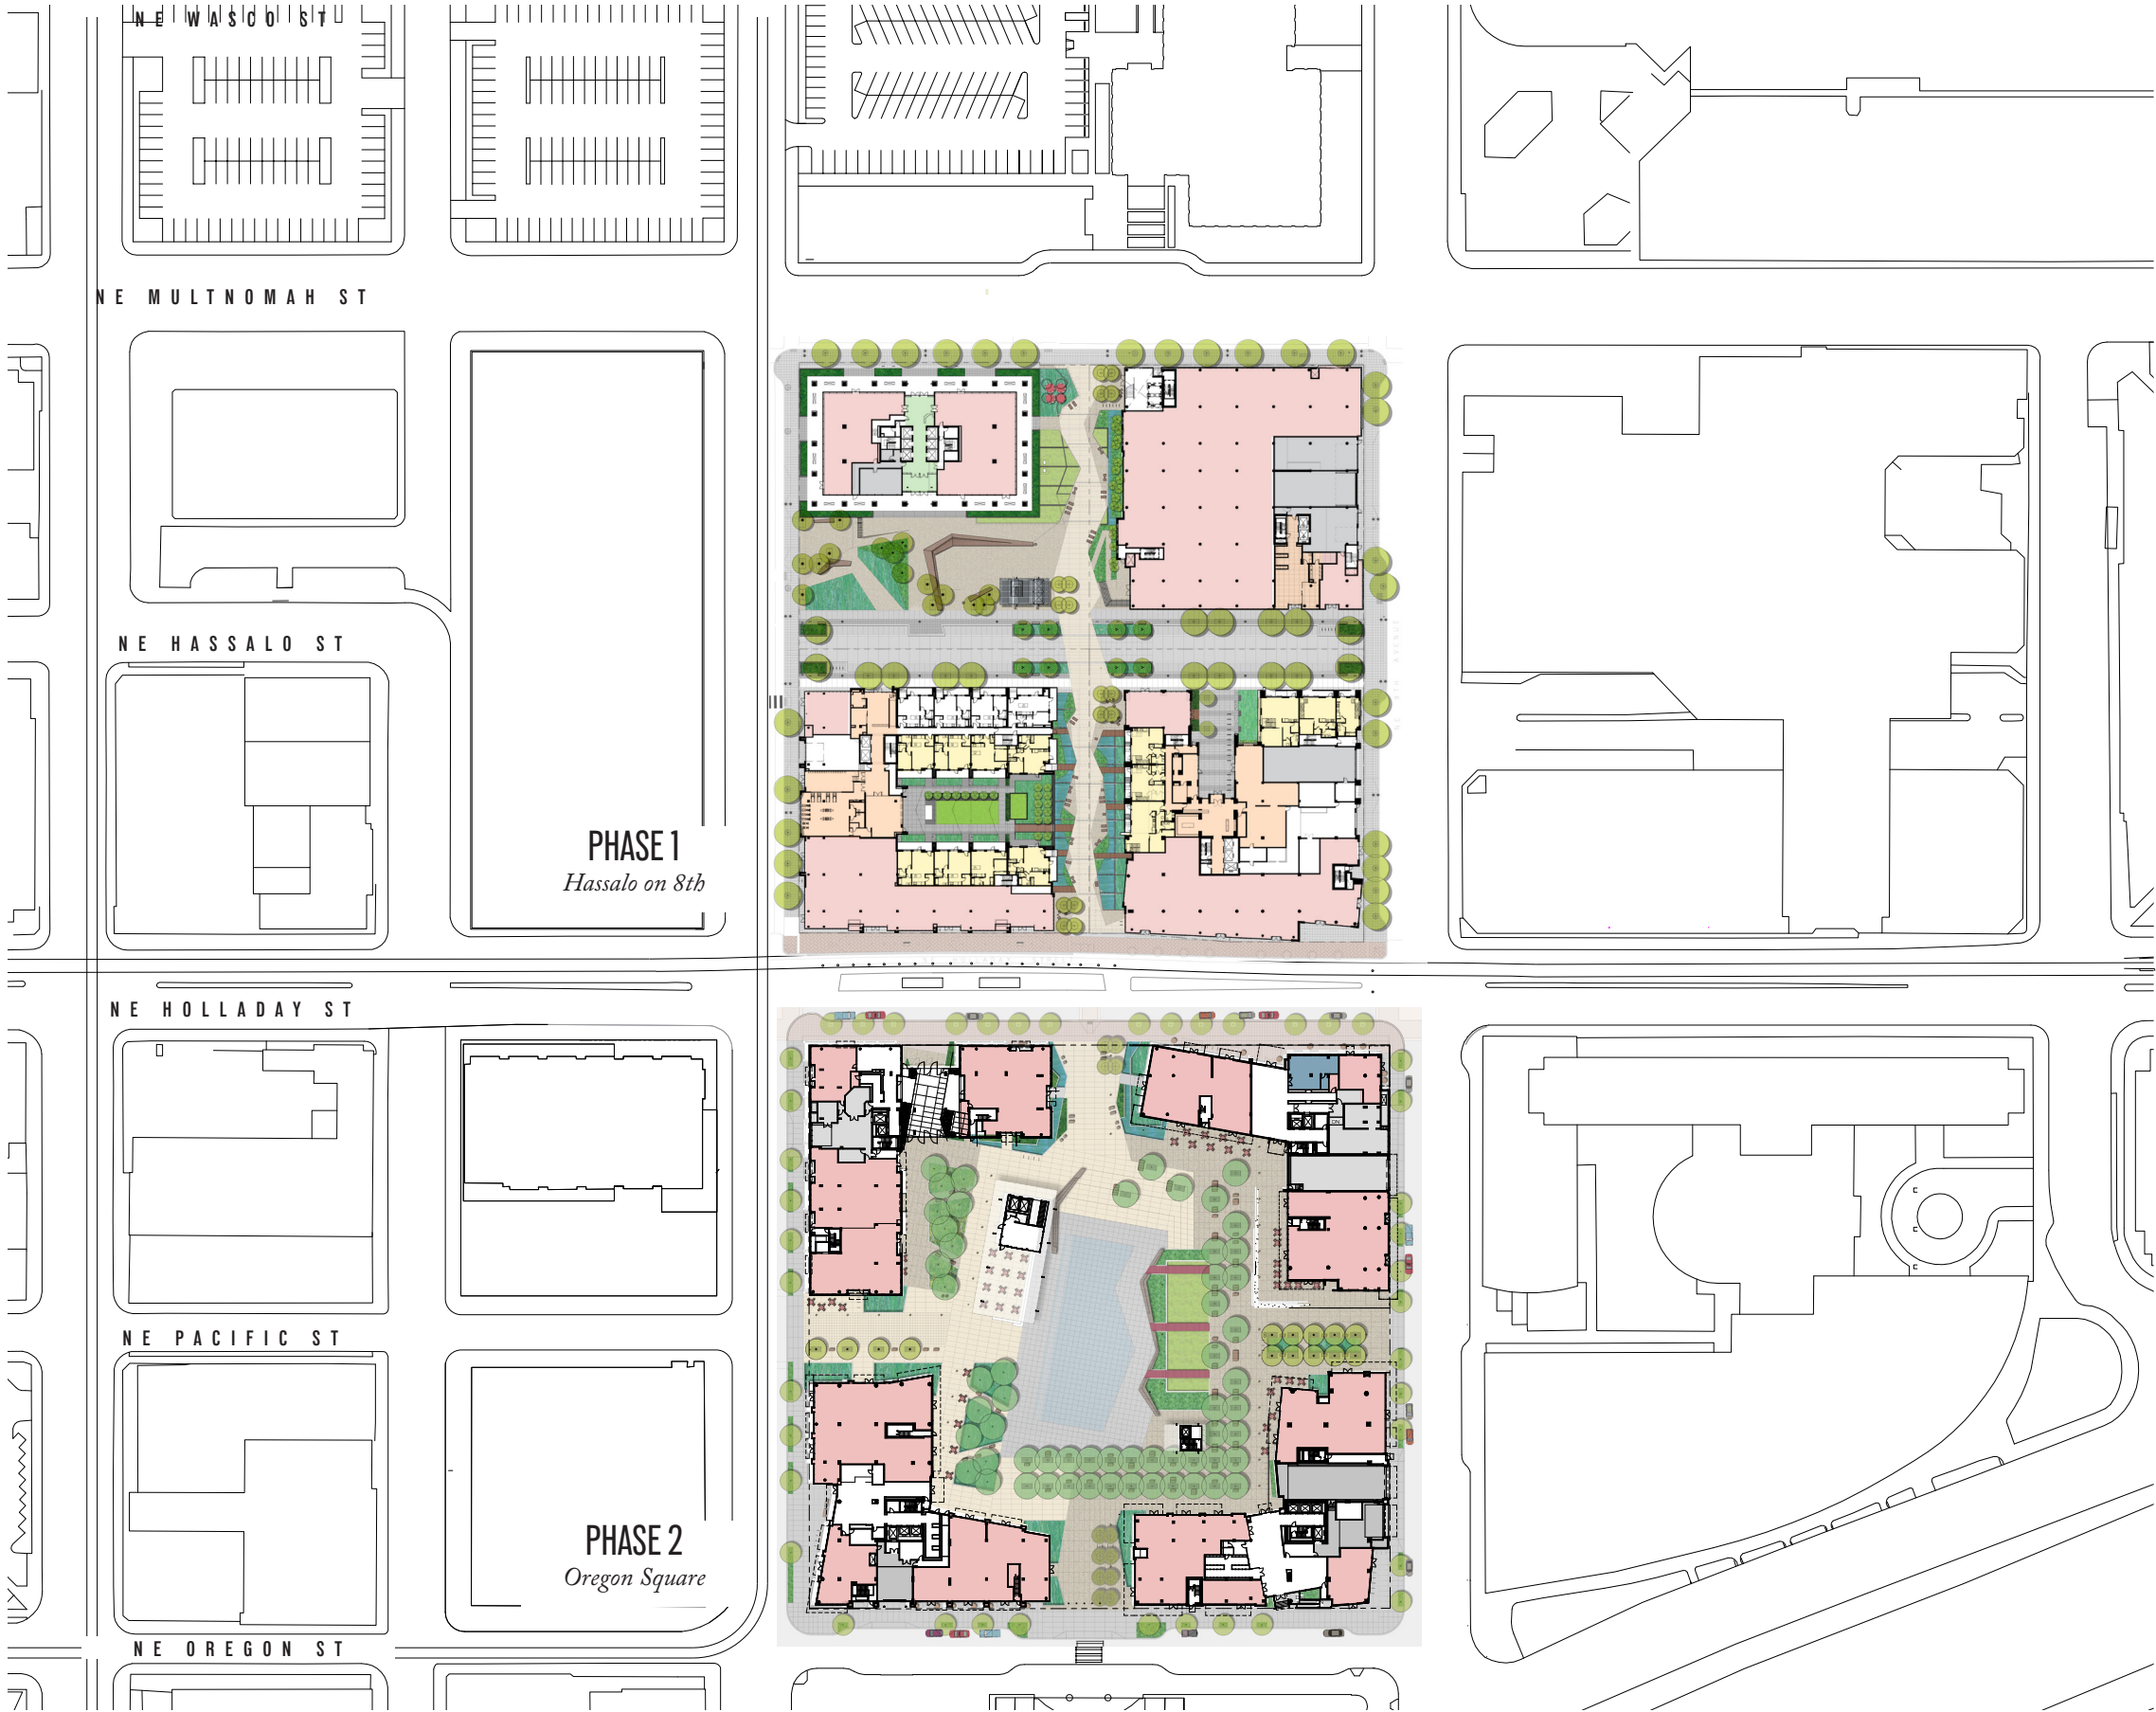 NE WASCO ST
NE MULTNOMAH ST
NE HASSALO ST
PHASE 1
Hassalo on 8th
NE HOLLADAY ST
NE PACIFIC ST
PHASE 2
Oregon Square
NE OREGON ST